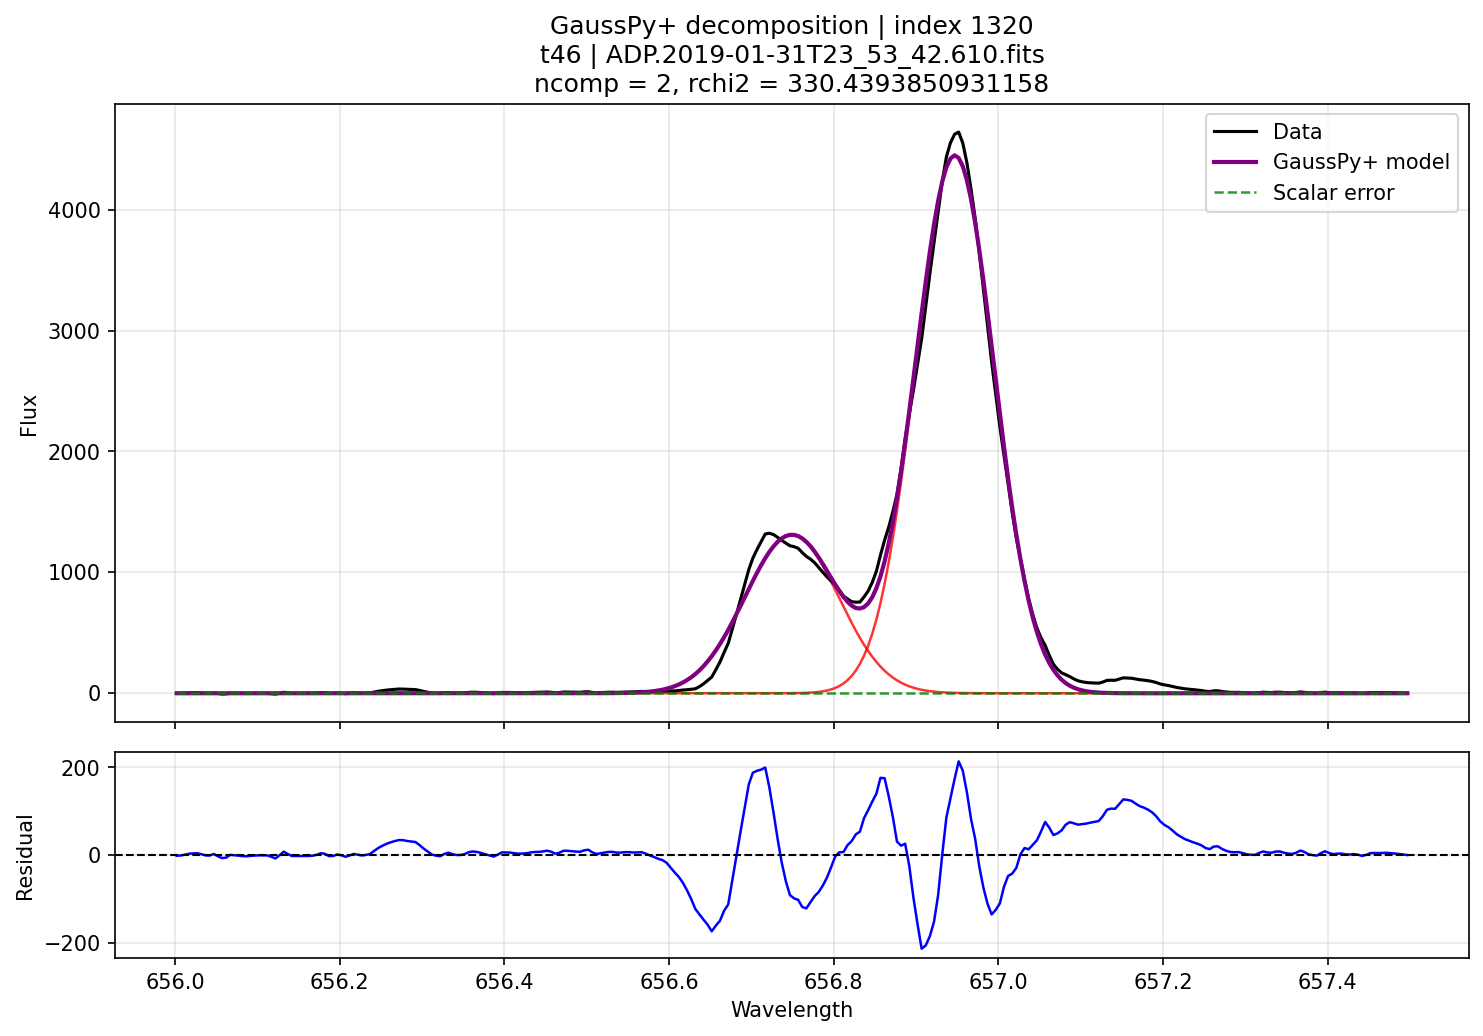 GaussPy+ decomposition | index 1320
t46 | ADP.2019-01-31T23_53_42.610.fits
ncomp = 2, rchi2 = 330.4393850931158
Data
GaussPy+ model
Scalar error
Flux
4000
3000
2000
1000
0
Residual
200
0
−200
656.0
656.2
656.4
656.6
656.8
657.0
657.2
657.4
Wavelength